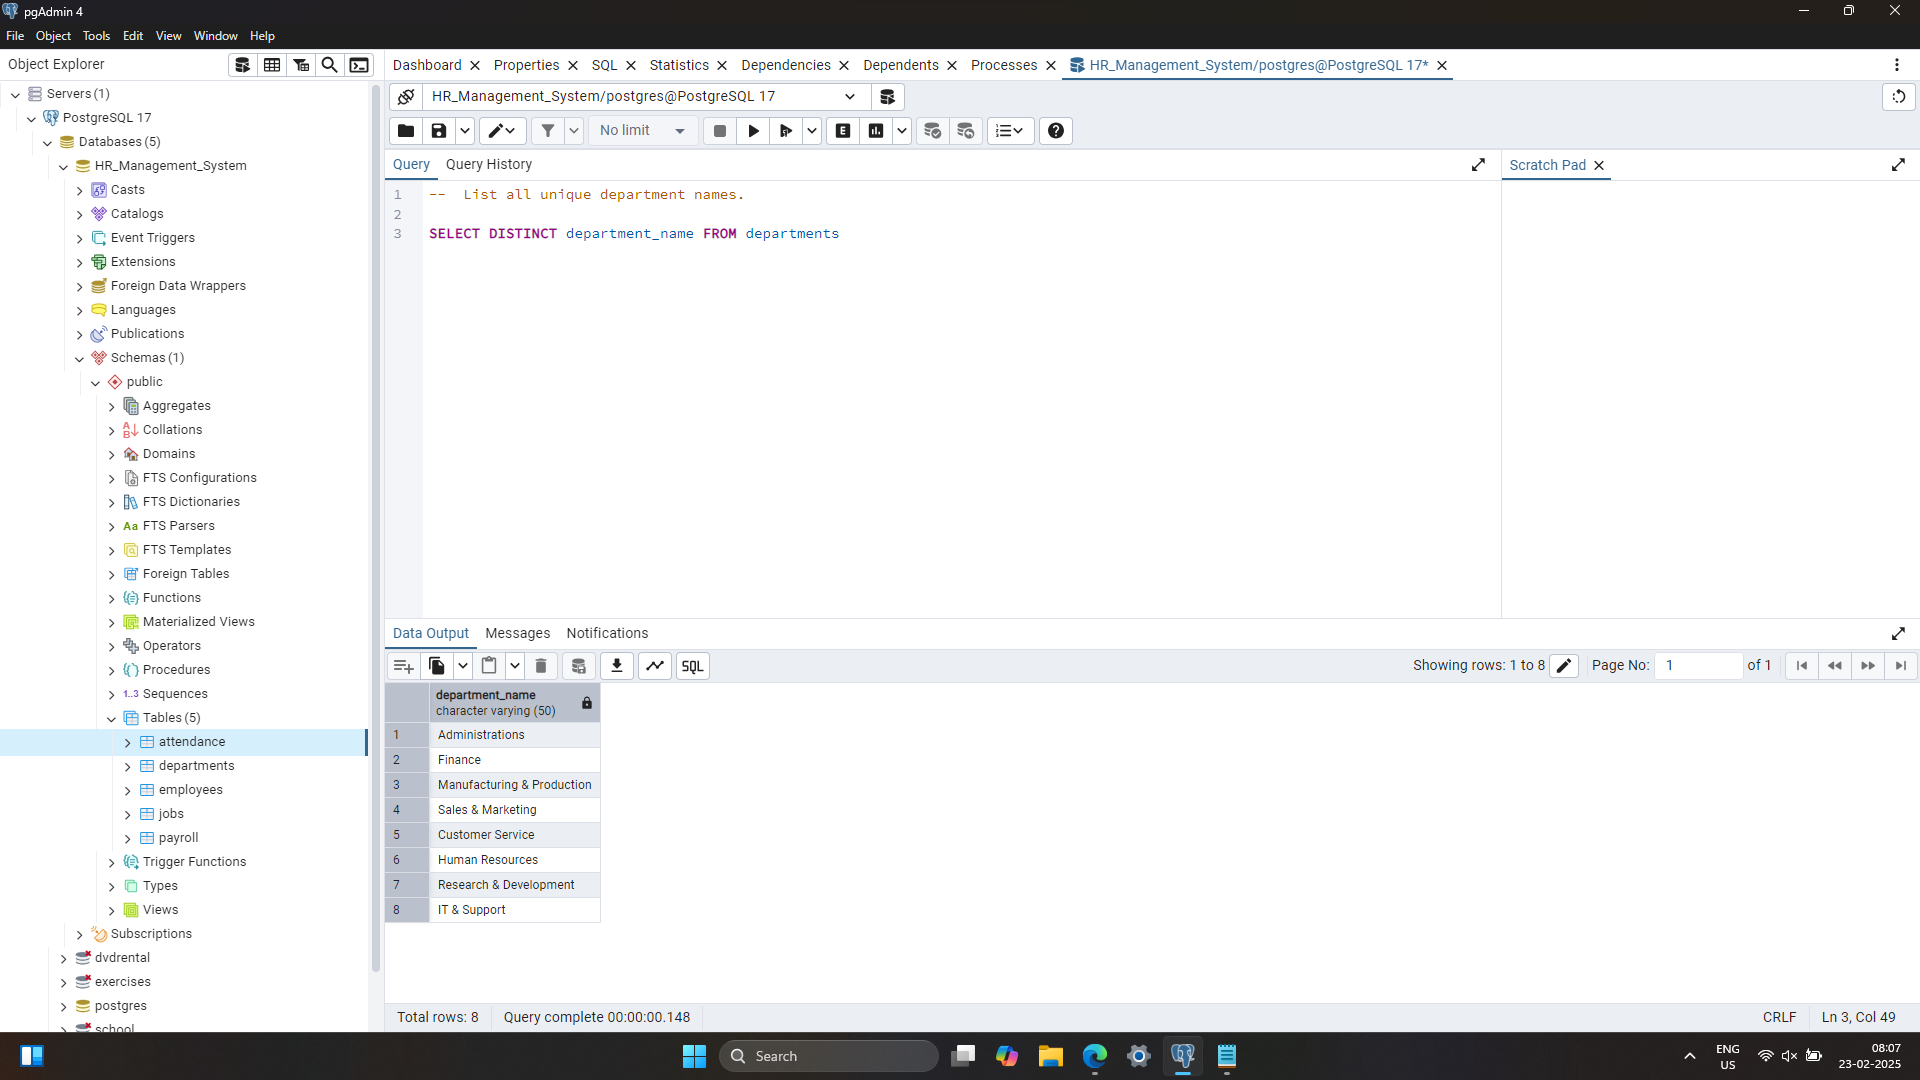 pgAdmin 4
File Object Tools Edit View Window Help
Object Explorer
Servers (1)
PostgreSQL 17
Databases (5)
HR_Management_System
Casts
Catalogs
Event Triggers
Extensions
Foreign Data Wrappers
Languages
Publications
Schemas (1)
public
Aggregates
Collations
Domains
FTS Configurations
FTS Dictionaries
Aa FTS Parsers
FTS Templates
Foreign Tables
Functions
Materialized Views
Operators
Procedures
1..3 Sequences
Tables (5)
attendance
departments
employees
jobs
payroll
Trigger Functions
Types
Views
Subscriptions
dvdrental
exercises
postgres
school
Dashboard Properties SQL Statistics Dependencies Dependents Processes HR_Management_System/postgres@PostgreSQL 17*
HR_Management_System/postgres@PostgreSQL 17
No limit E
Query Query History
Scratch Pad
1 -- List all unique department names.
2
3 SELECT DISTINCT department_name FROM departments
Data Output Messages Notifications
SQL Showing rows: 1 to 8 Page No: 1 of 1
department_name
character varying (50)
1 Administrations
2 Finance
3 Manufacturing & Production
4 Sales & Marketing
5 Customer Service
6 Human Resources
7 Research & Development
8 IT & Support
Total rows: 8 Query complete 00:00:00.148 CRLF Ln 3, Col 49
Search
ENG
US
08:07
23-02-2025